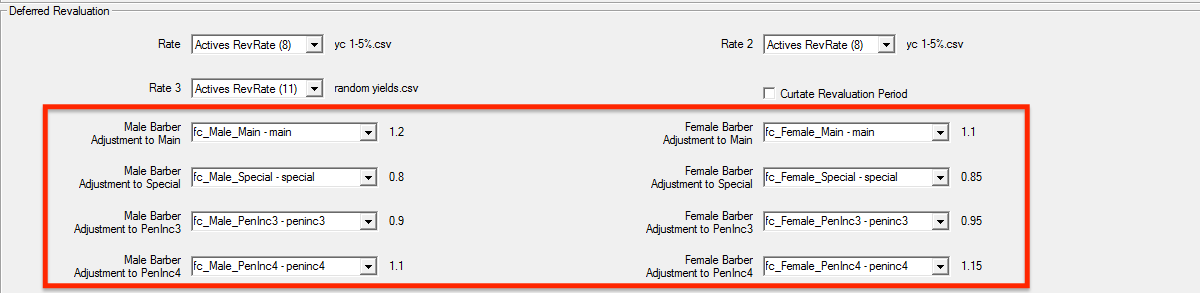 Deferred Revaluation
Rate Actives RevRate (8) yc 1-5%.csv Rate 2 Actives RevRate (8) yc 1-5%.csv
Rate 3 Actives RevRate (11) random yields.csv Curtate Revaluation Period
Male Barber
Adjustment to Main fc_Male_Main - main 1.2
Female Barber
Adjustment to Main fc_Female_Main - main 1.1
Male Barber
Adjustment to Special fc_Male_Special - special 0.8
Female Barber
Adjustment to Special fc_Female_Special - special 0.85
Male Barber
Adjustment to PenInc3 fc_Male_PenInc3 - peninc3 0.9
Female Barber
Adjustment to PenInc3 fc_Female_PenInc3 - peninc3 0.95
Male Barber
Adjustment to PenInc4 fc_Male_PenInc4 - peninc4 1.1
Female Barber
Adjustment to PenInc4 fc_Female_PenInc4 - peninc4 1.15